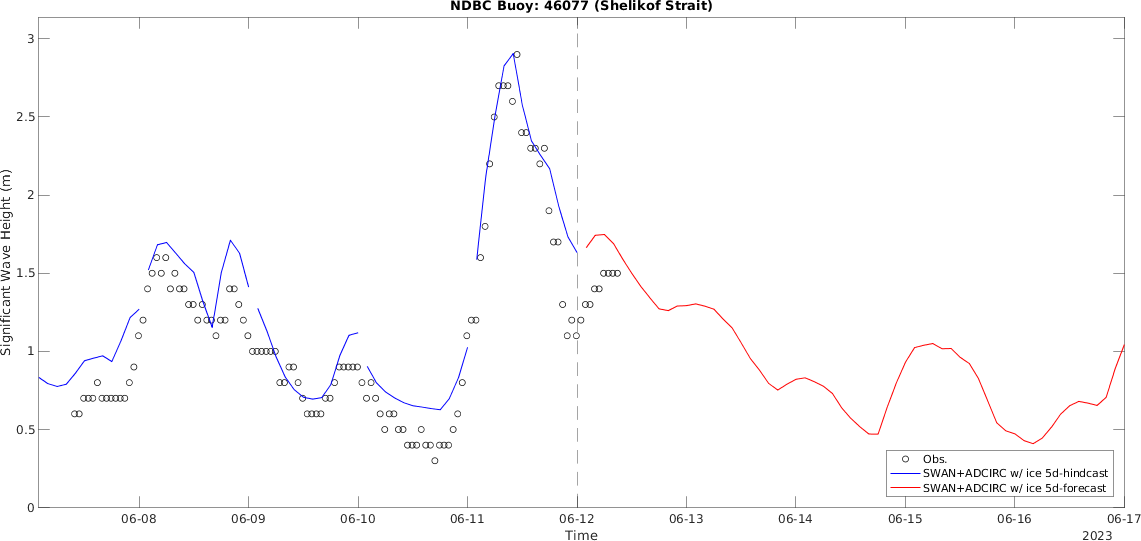 NDBC Buoy: 46077 (Shelikof Strait)
3
2.5
2
1.5
1
0.5
0
Significant Wave Height (m)
Obs.
SWAN+ADCIRC w/ ice 5d-hindcast
SWAN+ADCIRC w/ ice 5d-forecast
06-08 06-09 06-10 06-11 06-12 06-13 06-14 06-15 06-16 06-17
Time
2023